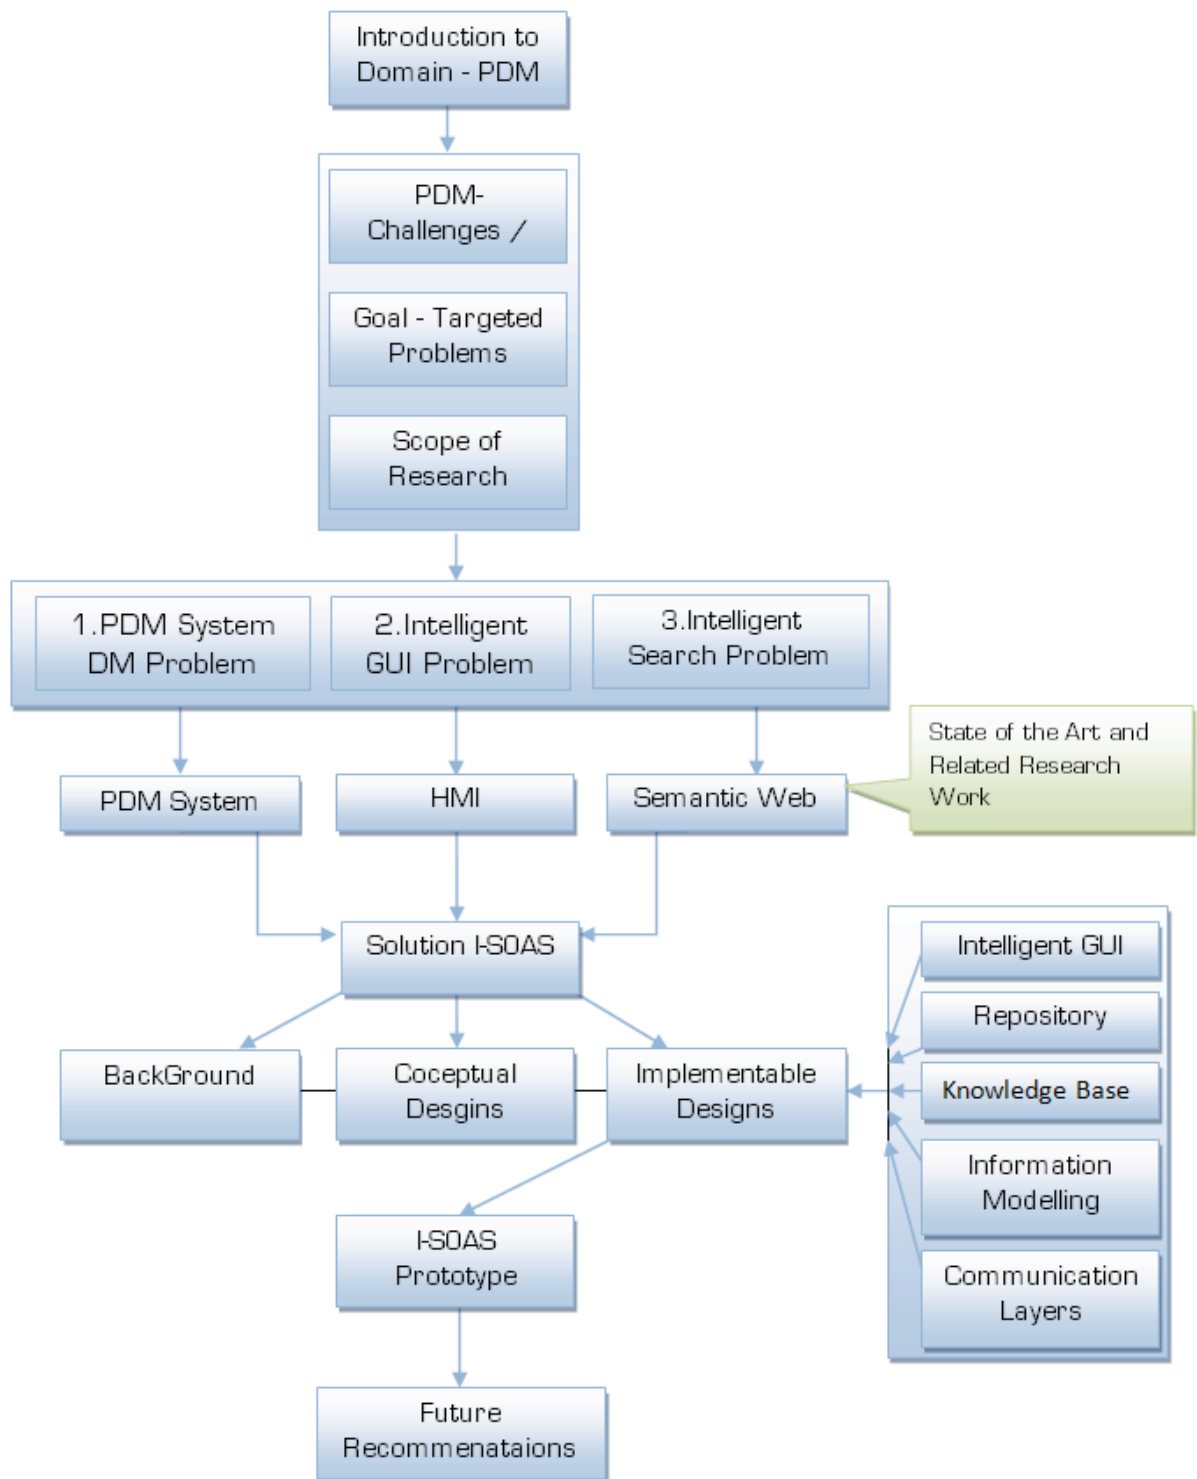 Introduction to
Domain - PDM
PDM-
Challenges /
Goal - Targeted
Problems
Scope of
Research
1.PDM System
DM Problem
2.Intelligent
GUI Problem
3.Intelligent
Search Problem
State of the Art and
Related Research
Work
PDM System
HMI
Semantic Web
Solution I-SOAS
Intelligent GUI
Repository
Knowledge Base
Information
Modelling
Communication
Layers
BackGround
Coceptual
Desgins
Implementable
Designs
I-SOAS
Prototype
Future
Recommenataions